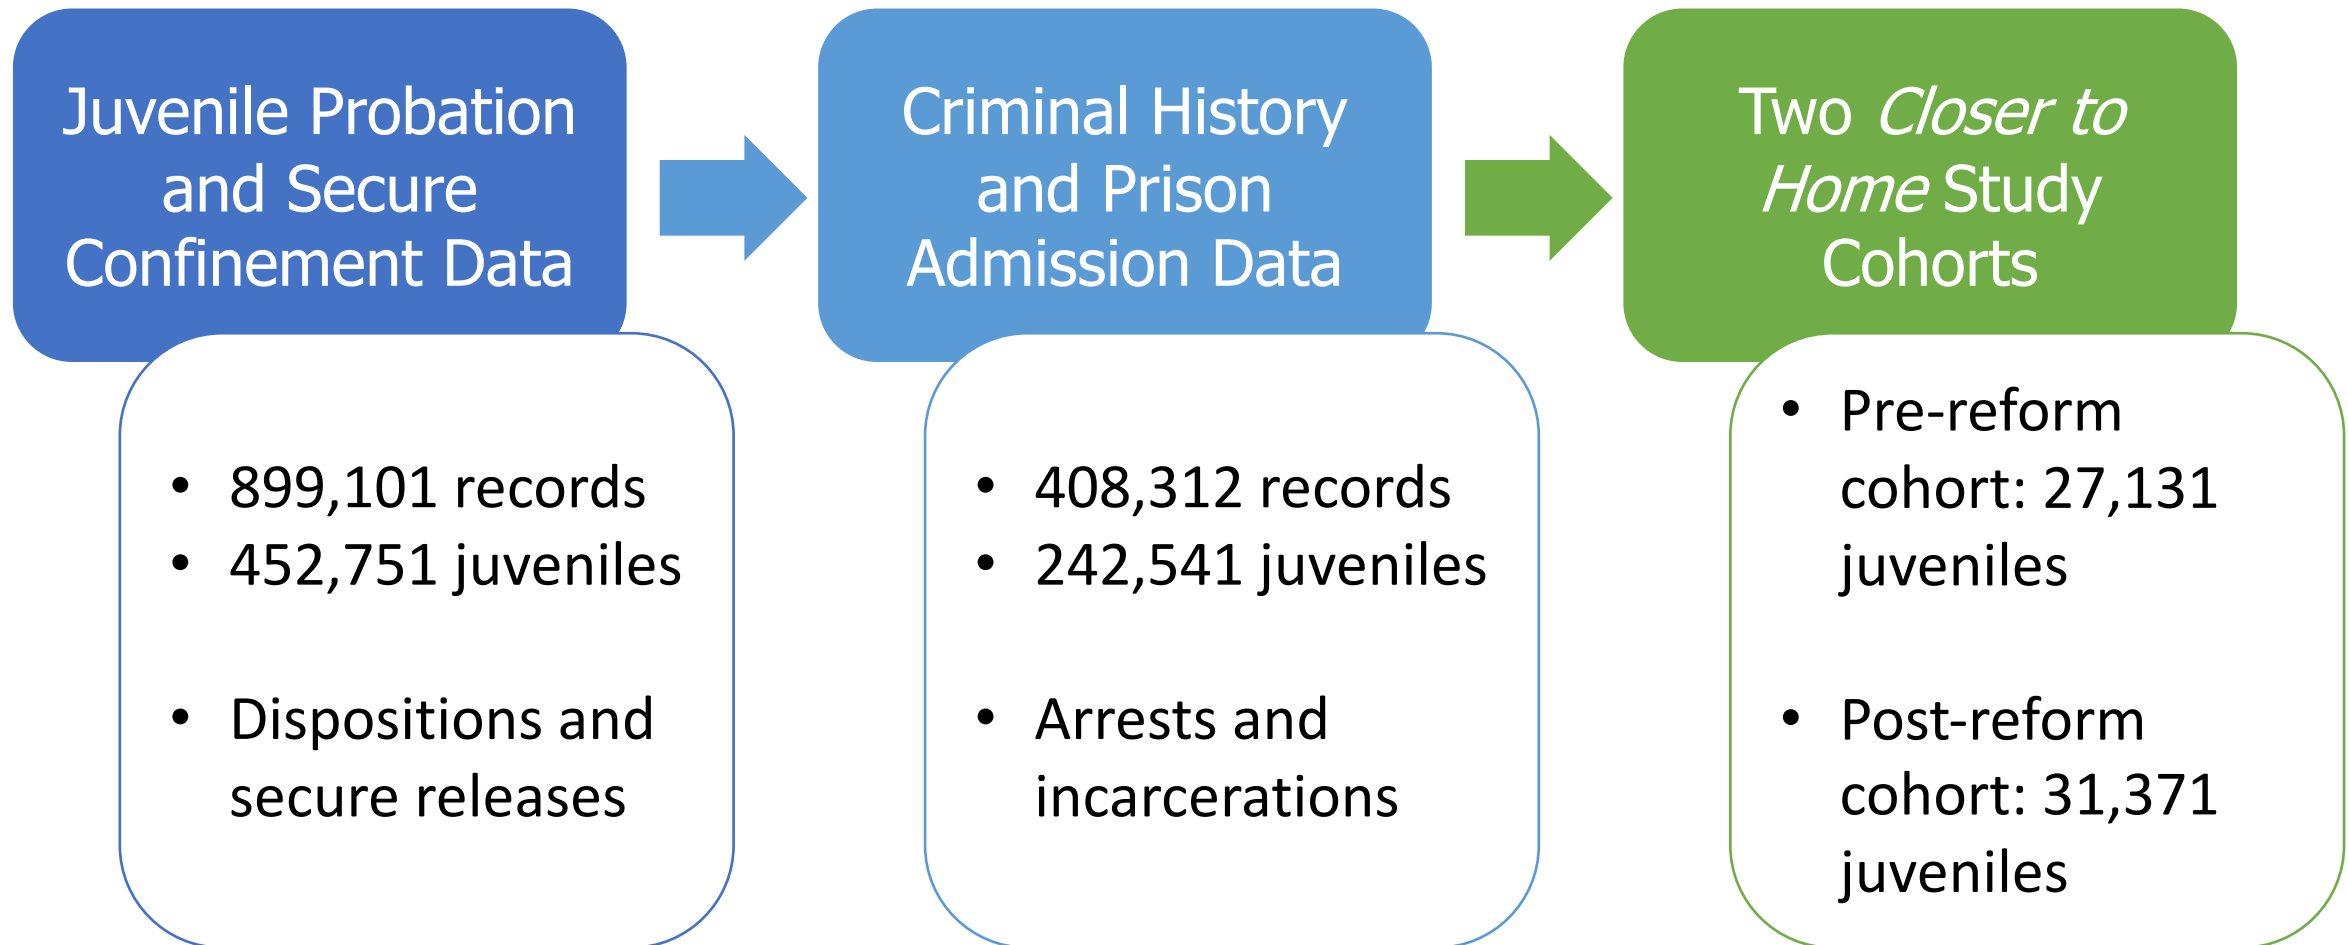 Juvenile Probation
and Secure
Confinement Data
• 899,101 records
• 452,751 juveniles
• Dispositions and
secure releases
Criminal History
and Prison
Admission Data
• 408,312 records
• 242,541 juveniles
• Arrests and
incarcerations
Two Closer to
Home Study
Cohorts
• Pre-reform
cohort: 27,131
juveniles
• Post-reform
cohort: 31,371
juveniles